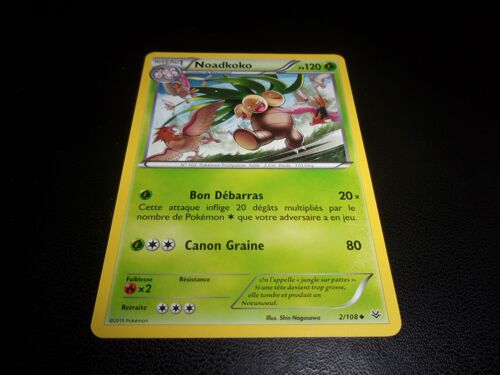 NIVEAU 1
Noadkoko
PV120
Bon Débarras 20×
Cette attaque inflige 20 dégâts multipliés par le
nombre de Pokémon que votre adversaire a en jeu.
Canon Graine 80
Faiblesse Résistance
×2
Retraite
On l'appelle « jungle sur pattes ».
Si une tête devient trop grosse,
elle tombe et produit un
Noeunoeuf.
Illus. Shin Nagasawa
2/108
©2015 Pokémon